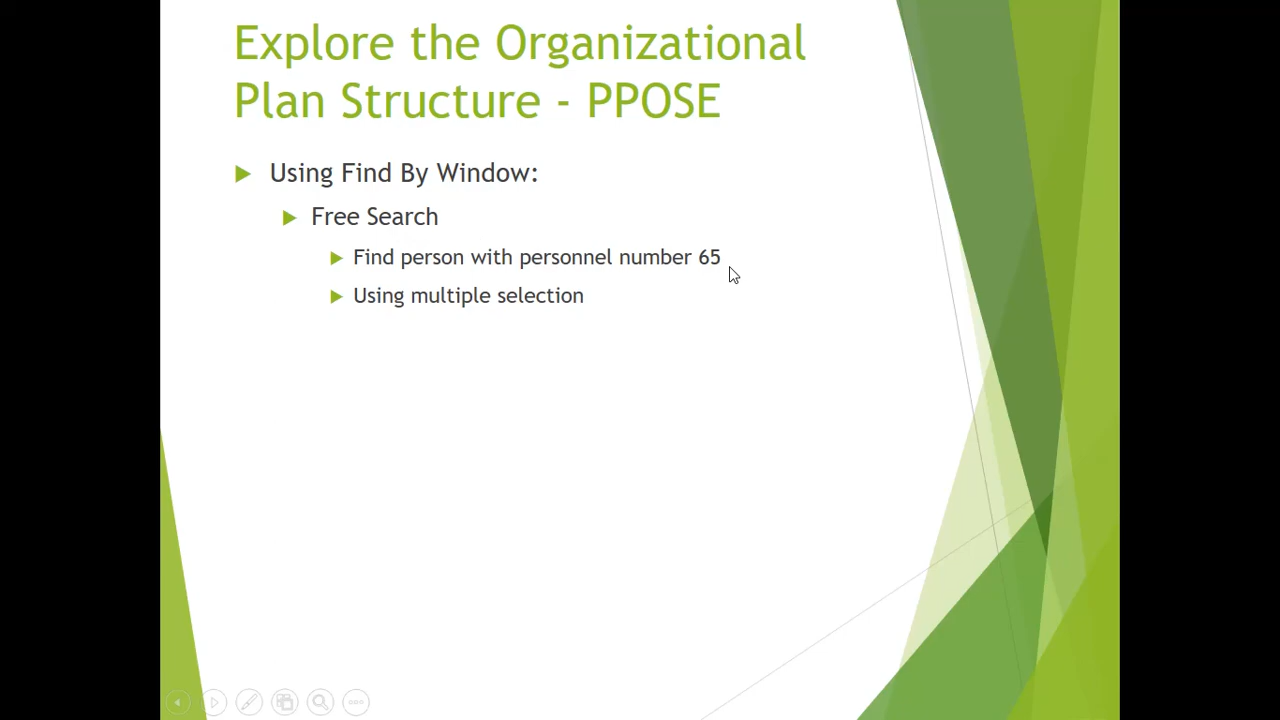 Explore the Organizational
Plan Structure - PPOSE
Using Find By Window:
Free Search
Find person with personnel number 65
Using multiple selection